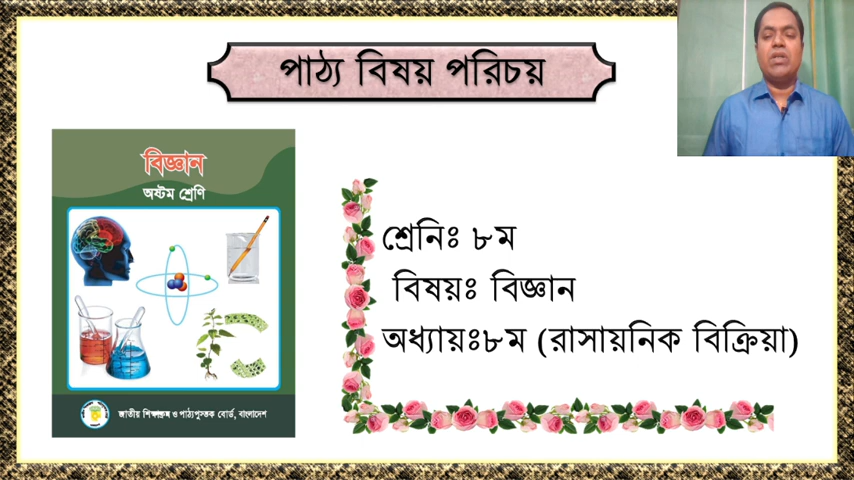 পাঠ্য বিষয় পরিচয়
বিজ্ঞান
অষ্টম শ্রেণি
জাতীয় শিক্ষাক্রম ও পাঠ্যপুস্তক বোর্ড, বাংলাদেশ
শ্রেনিঃ ৮ম
বিষয়ঃ বিজ্ঞান
অধ্যায়ঃ৮ম (রাসায়নিক বিক্রিয়া)